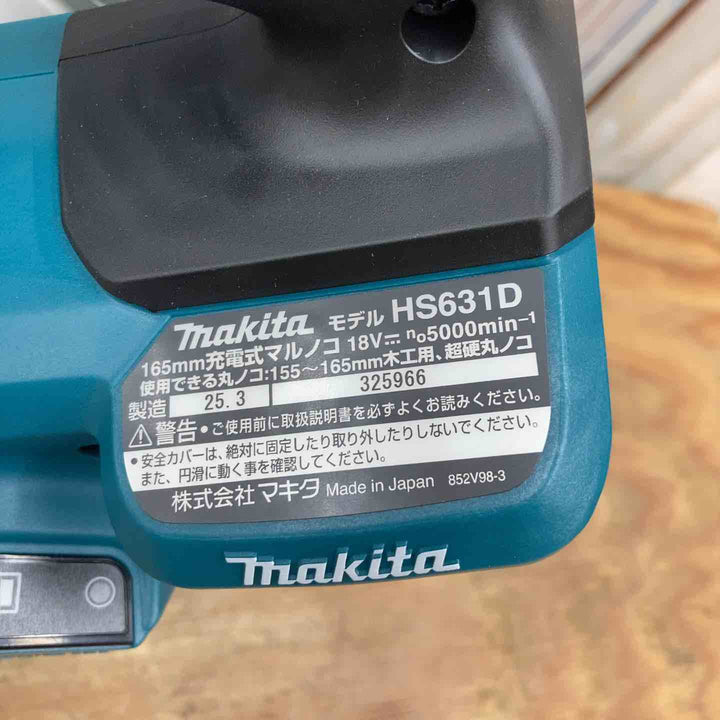 makita モデル HS631D
165mm充電式マルノコ 18V⎓ n₀5000min⁻¹
使用できる丸ノコ:155～165mm木工用、超硬丸ノコ
製造 25.3 325966
⚠警告・ご使用前に取扱説明書を必ずよくお読みください。
・安全カバーは、絶対に固定したり取り外したりしないでください。
また、円滑に動く事を確認してください。
株式会社マキタ Made in Japan 852V98-3
makita